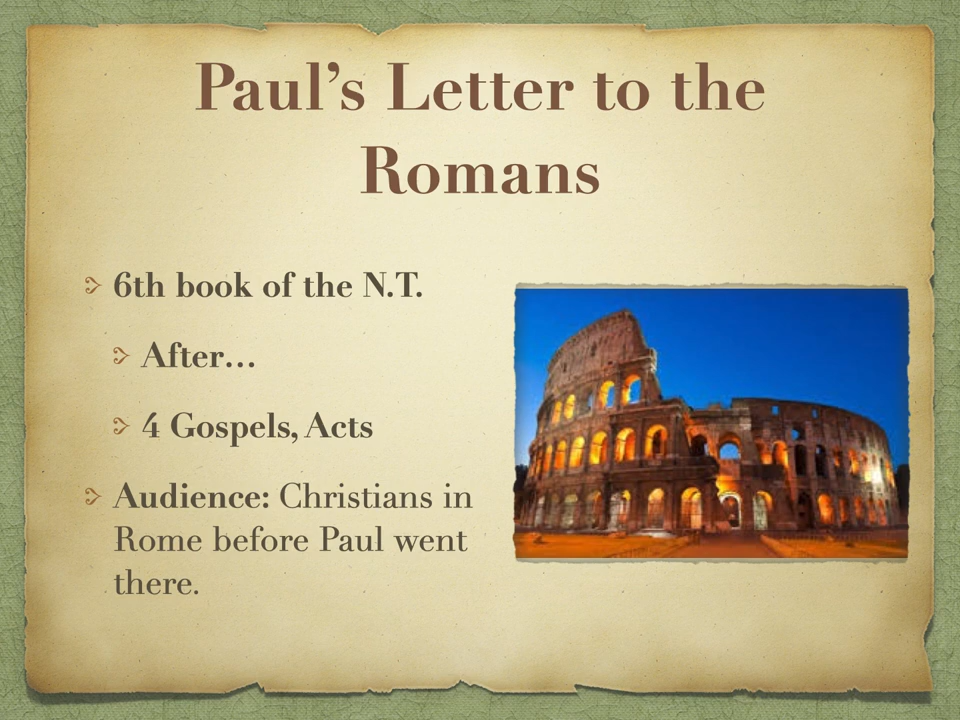 Paul’s Letter to the
Romans
6th book of the N.T.
After…
4 Gospels, Acts
Audience: Christians in
Rome before Paul went
there.